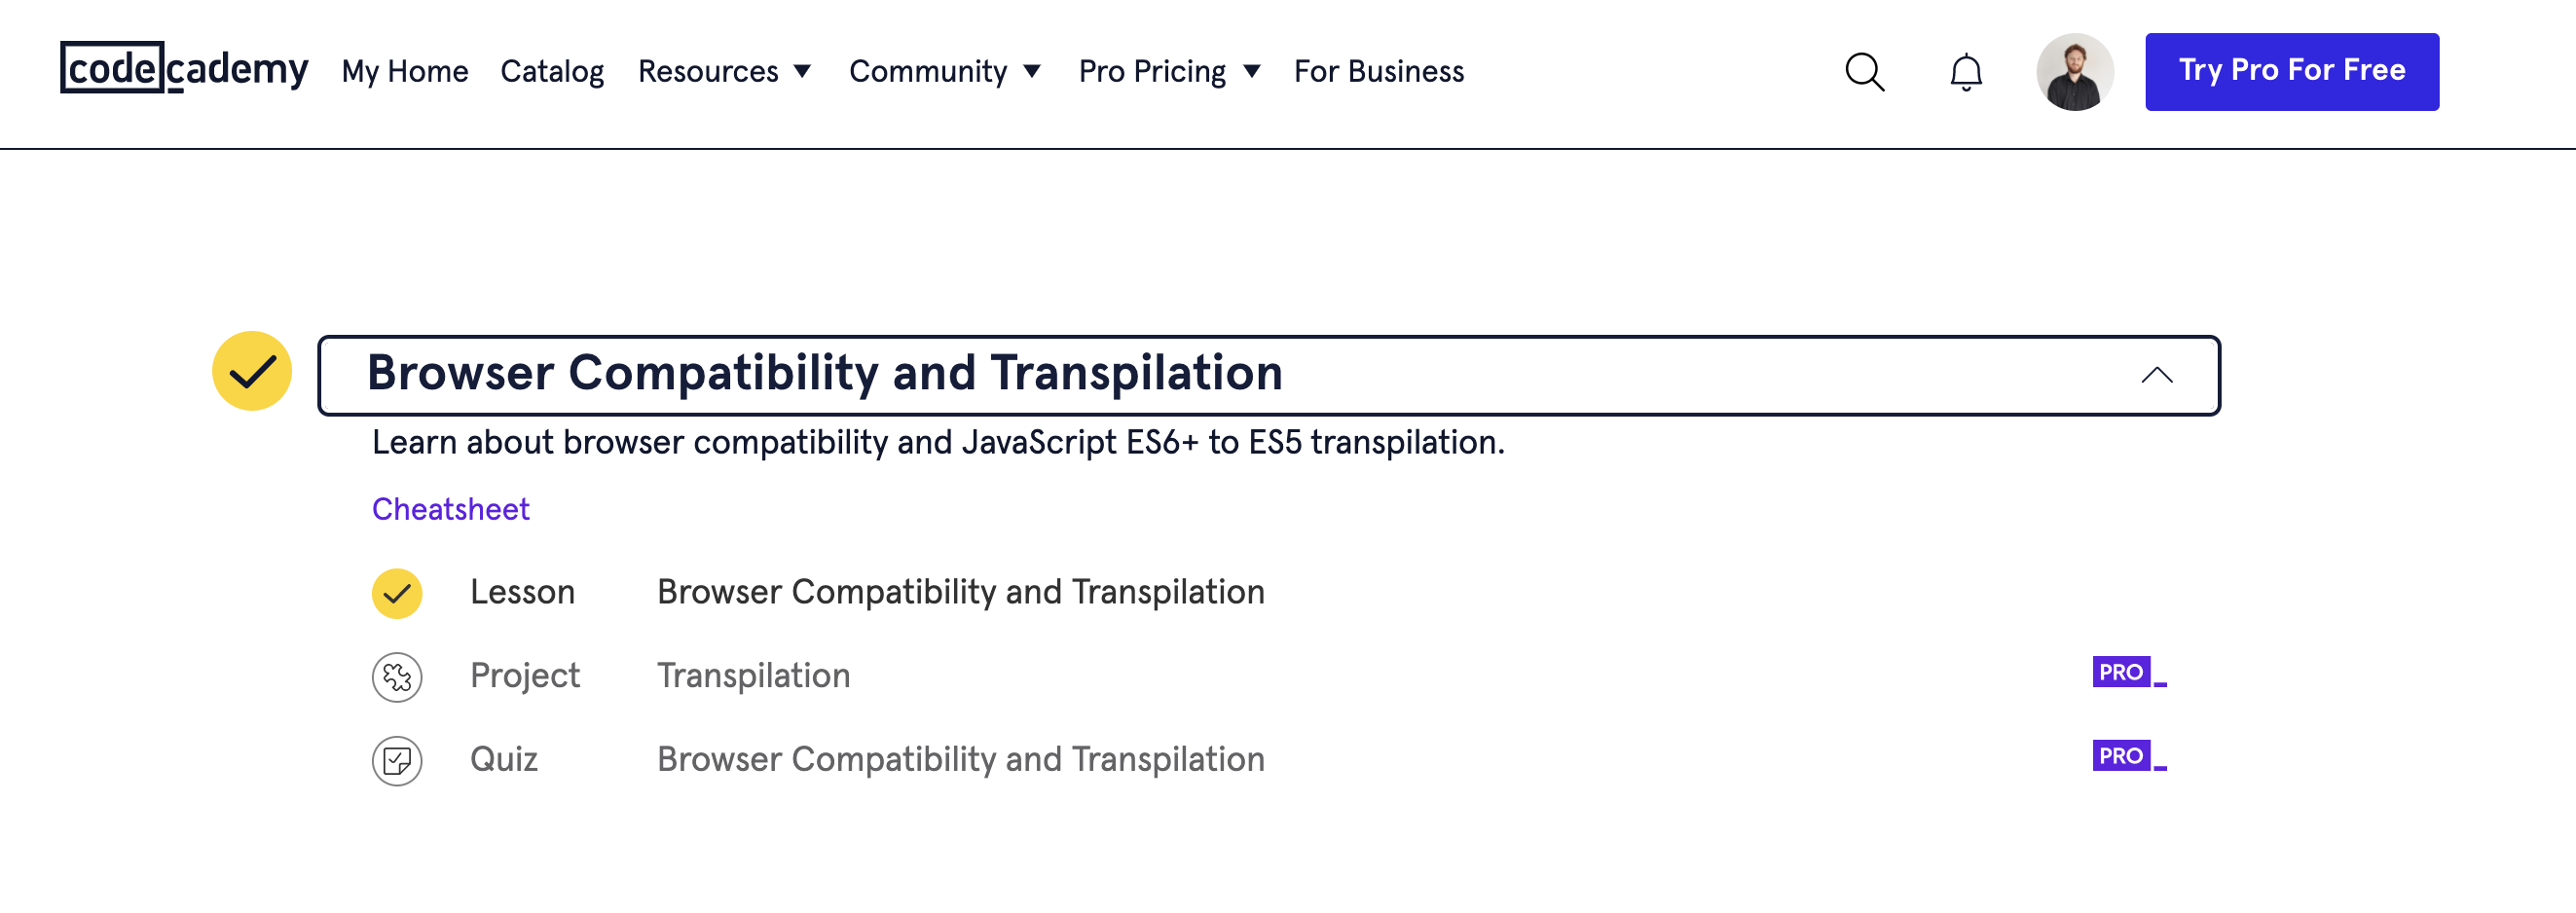 codecademy My Home Catalog Resources Community Pro Pricing For Business Try Pro For Free
Browser Compatibility and Transpilation
Learn about browser compatibility and JavaScript ES6+ to ES5 transpilation.
Cheatsheet
Lesson Browser Compatibility and Transpilation
Project Transpilation PRO
Quiz Browser Compatibility and Transpilation PRO